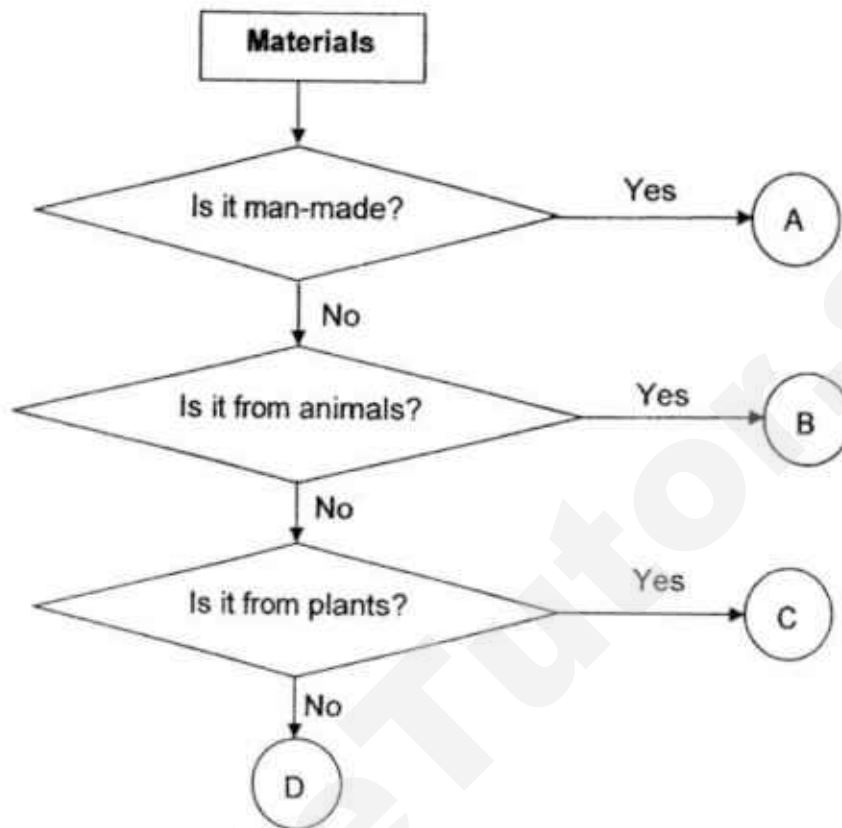 Materials
Is it man-made?
Yes
A
No
Is it from animals?
Yes
B
No
Is it from plants?
Yes
C
No
D
eTutor